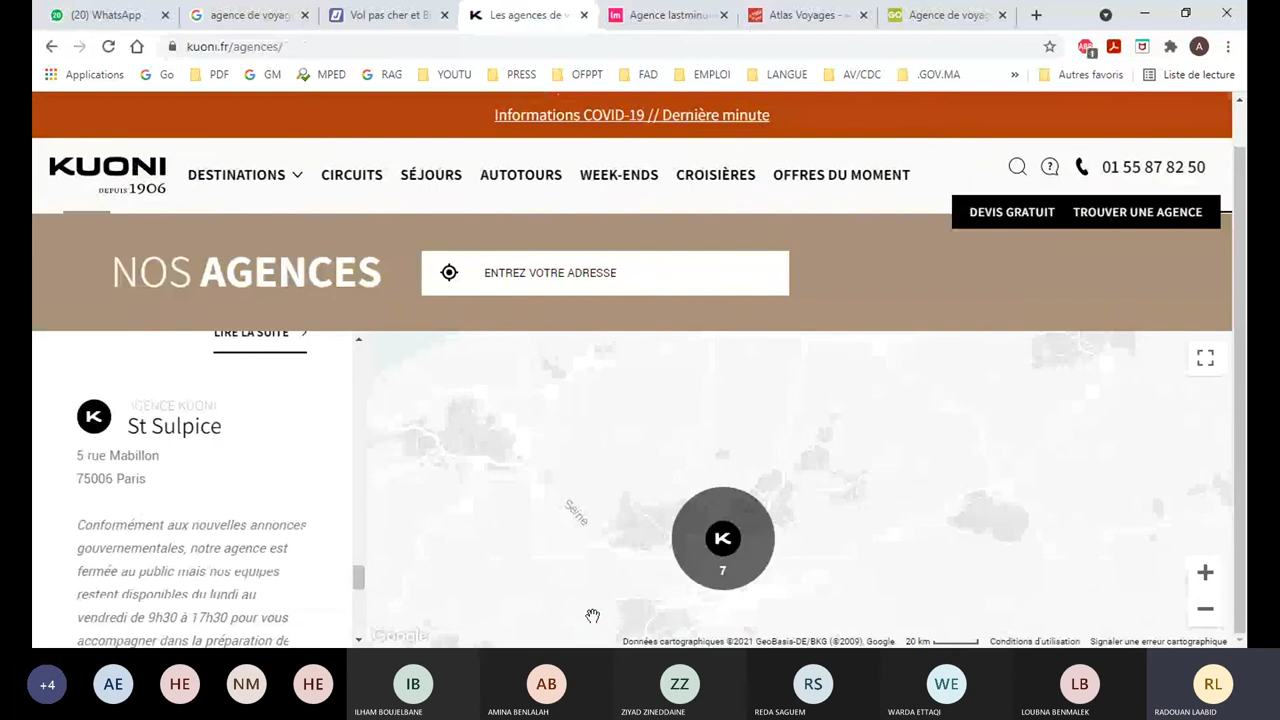 (20) WhatsApp
agence de voyag
Vol pas cher et B
Les agences de v
Agence lastminu
Atlas Voyages -
Agence de voyag
kuoni.fr/agences/
Applications
Go
PDF
GM
MPED
RAG
YOUTU
PRESS
OFPPT
FAD
EMPLOI
LANGUE
AV/CDC
.GOV.MA
»
Autres favoris
Liste de lecture
Informations COVID-19 // Dernière minute
KUONI
DEPUIS 1906
DESTINATIONS
CIRCUITS
SÉJOURS
AUTOTOURS
WEEK-ENDS
CROISIÈRES
OFFRES DU MOMENT
01 55 87 82 50
DEVIS GRATUIT
TROUVER UNE AGENCE
NOS AGENCES
ENTREZ VOTRE ADRESSE
LIRE LA SUITE
AGENCE KUONI
St Sulpice
5 rue Mabillon
75006 Paris
Conformément aux nouvelles annonces
gouvernementales, notre agence est
fermée au public mais nos équipes
restent disponibles du lundi au
vendredi de 9h30 à 17h30 pour vous
accompagner dans la préparation de
Seine
K
7
Google
Données cartographiques ©2021 GeoBasis-DE/BKG (©2009), Google
20 km
Conditions d'utilisation
Signaler une erreur cartographique
+4
AE
HE
NM
HE
IB
ILHAM BOUJELBANE
AB
AMINA BENLALAH
ZZ
ZIYAD ZINEDDAINE
RS
REDA SAGUEM
WE
WARDA ETTAQI
LB
LOUBNA BENMALEK
RL
RADOUAN LAABID